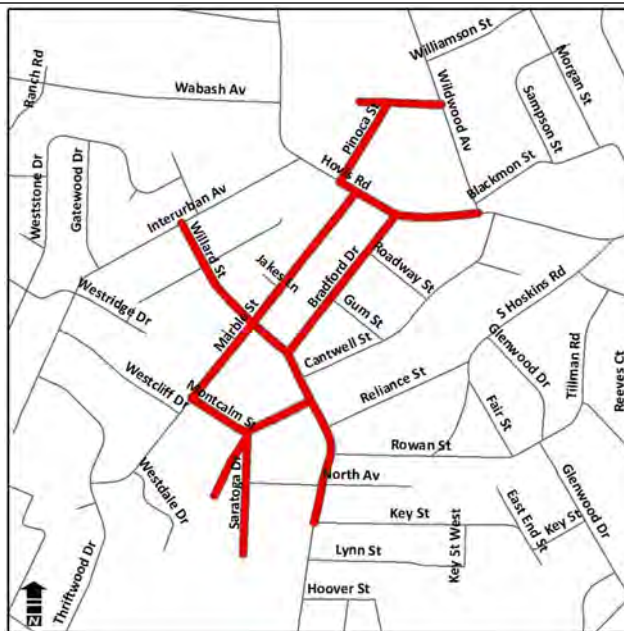 Williamson St
Morgan St
Ranch Rd
Wabash Av
Wildwood Av
Sampson St
Pinoca St
Hovis Rd
Blackmon St
Weststone Dr
Gatewood Dr
Interurban Av
Willard St
Jakes Ln
Bradford Dr
Roadway St
Westridge Dr
Marble St
Gum St
S Hoskins Rd
Cantwell St
Glenwood Dr
Tillman Rd
Reeves Ct
Westcliff Dr
Montcalm St
Reliance St
Fair St
Rowan St
Westdale Dr
Saratoga Dr
North Av
Glenwood Dr
Key St
Key St West
East End St
Key St
Lynn St
Thriftwood Dr
Hoover St
N